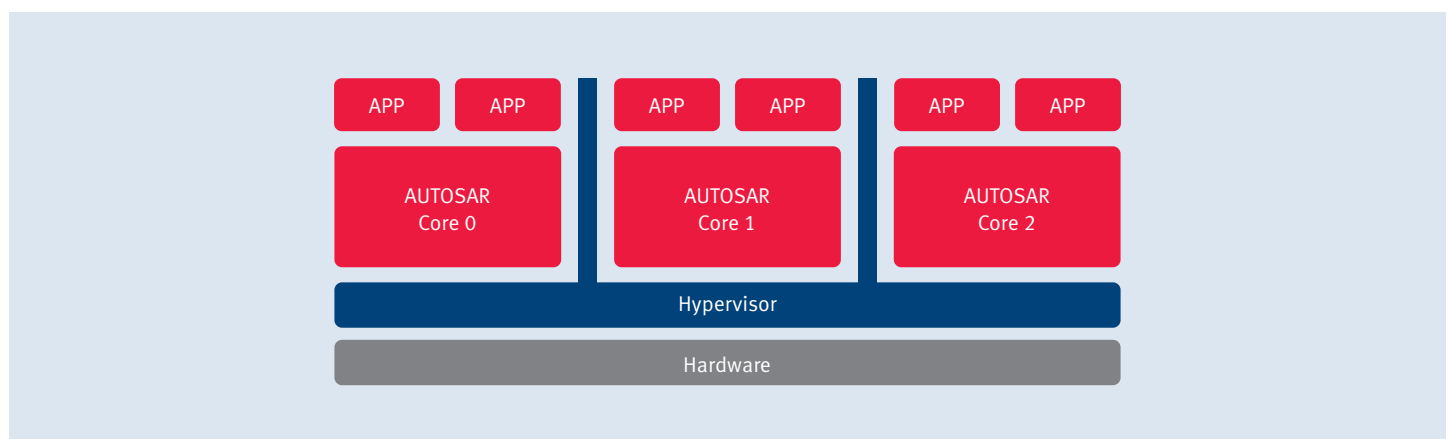 APP
APP
APP
APP
APP
APP
AUTOSAR
Core 0
AUTOSAR
Core 1
AUTOSAR
Core 2
Hypervisor
Hardware